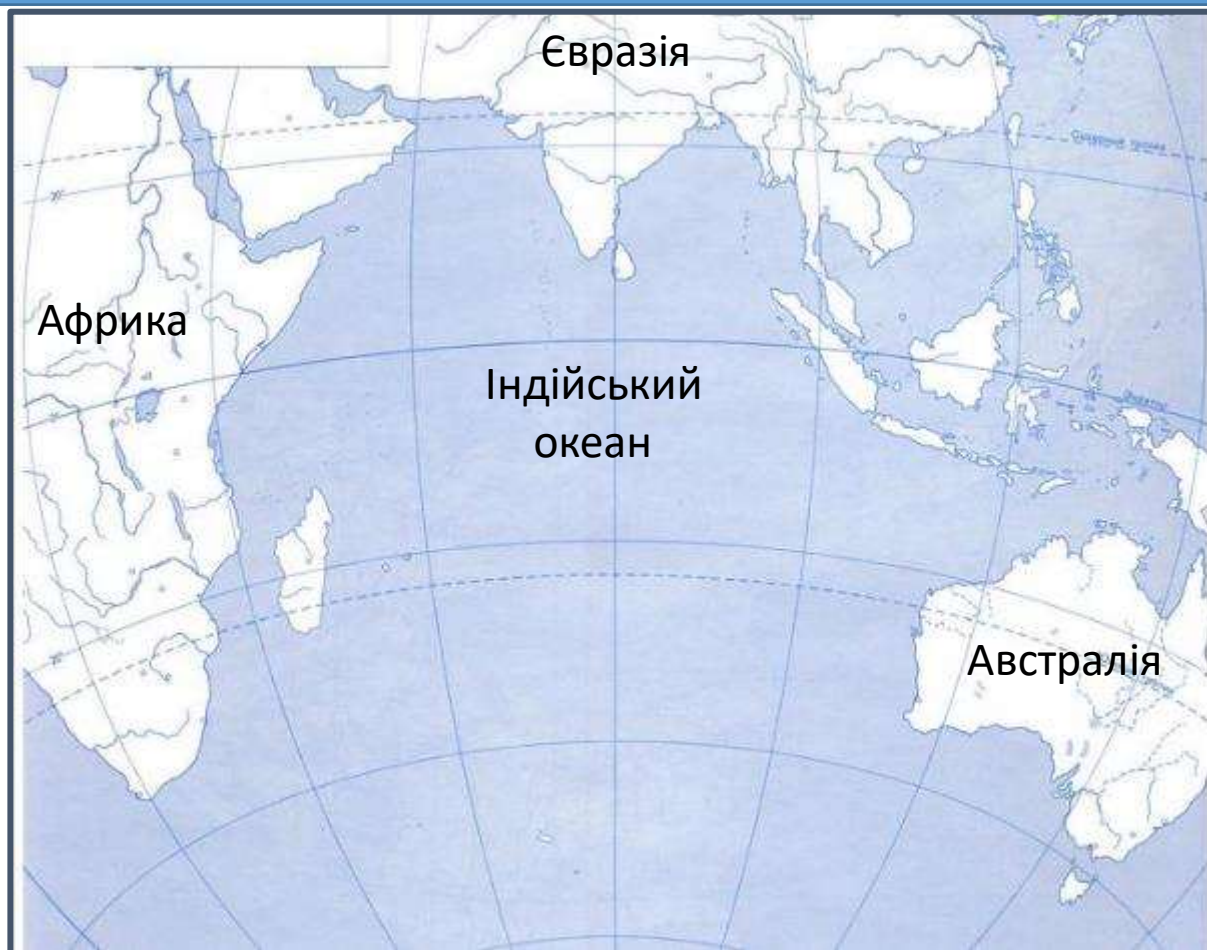 Євразія
Африка
Індійський
океан
Австралія